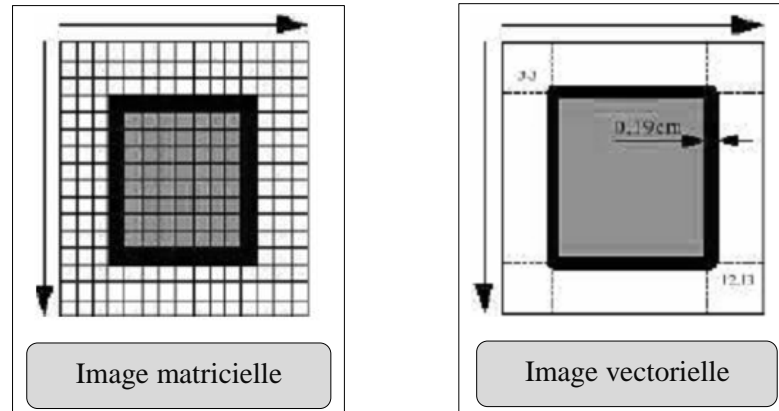 3,3
0,19cm
12,13
Image matricielle
Image vectorielle